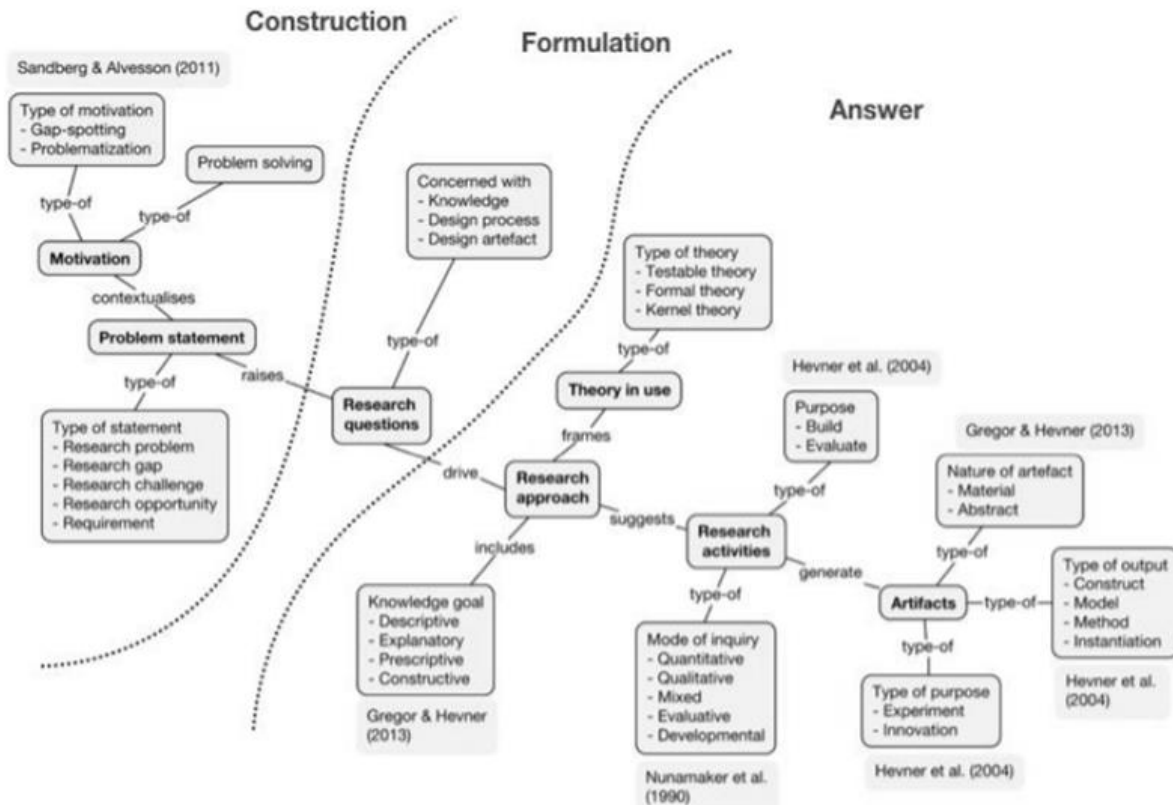 Construction
Formulation
Answer
Sandberg & Alvesson (2011)
Type of motivation
- Gap-spotting
- Problematization
Problem solving
type-of
type-of
Motivation
contextualises
Problem statement
type-of
raises
Type of statement
- Research problem
- Research gap
- Research challenge
- Research opportunity
- Requirement
Concerned with
- Knowledge
- Design process
- Design artefact
type-of
Research
questions
drive
Type of theory
- Testable theory
- Formal theory
- Kernel theory
type-of
Theory in use
frames
Research
approach
includes
suggests
Knowledge goal
- Descriptive
- Explanatory
- Prescriptive
- Constructive
Gregor & Hevner
(2013)
Hevner et al. (2004)
Purpose
- Build
- Evaluate
type-of
Research
activities
type-of
generate
Mode of inquiry
- Quantitative
- Qualitative
- Mixed
- Evaluative
- Developmental
Nunamaker et al.
(1990)
Gregor & Hevner (2013)
Nature of artefact
- Material
- Abstract
type-of
Artifacts
type-of
Type of output
- Construct
- Model
- Method
- Instantiation
Hevner et al.
(2004)
type-of
Type of purpose
- Experiment
- Innovation
Hevner et al. (2004)